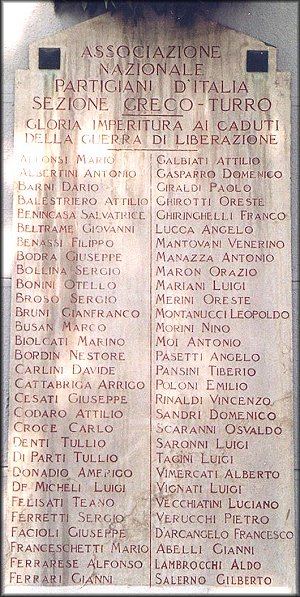 ASSOCIAZIONE
NAZIONALE
PARTIGIANI D'ITALIA
SEZIONE GRECO-TURRO
GLORIA IMPERITURA AI CADUTI
DELLA GUERRA DI LIBERAZIONE
ALFONSI MARIO
ALBERTINI ANTONIO
BARNI DARIO
BALESTRIERO ATTILIO
BENINCASA SALVATRICE
BELTRAME GIOVANNI
BENASSI FILIPPO
BODRA GIUSEPPE
BOLLINA SERGIO
BONINI OTELLO
BROSO SERGIO
BRUNI GIANFRANCO
BUSAN MARCO
BIOLCATI MARINO
BORDIN NESTORE
CARLINI DAVIDE
CATTABRIGA ARRIGO
CESATI GIUSEPPE
CODARO ATTILIO
CROCE CARLO
DENTI TULLIO
DI PARTI TULLIO
DONADIO AMERIGO
DE MICHELI LUIGI
FELISATI TEANO
FERRETTI SERGIO
FACIOLI GIUSEPPE
FRANCESCHETTI MARIO
FERRARESE ALFONSO
FERRARI GIANNI
GALBIATI ATTILIO
GASPARRO DOMENICO
GIRALDI PAOLO
GHIROTTI ORESTE
GHIRINGHELLI FRANCO
LUCCA ANGELO
MANTOVANI VENERINO
MANAZZA ANTONIO
MARON ORAZIO
MARIANI LUIGI
MERINI ORESTE
MONTANUCCI LEOPOLDO
MORINI NINO
MOI ANTONIO
PASETTI ANGELO
PANSINI TIBERIO
POLONI EMILIO
RINALDI VINCENZO
SANDRI DOMENICO
SCARANNI OSVALDO
SARONNI LUIGI
TAGINI LUIGI
VIMERCATI ALBERTO
VIGNATI LUIGI
VECCHIATINI LUCIANO
VERUCCHI PIETRO
D'ARCANGELO FRANCESCO
ABELLI GIANNI
LAMBROCCHI ALDO
SALERNO GILBERTO